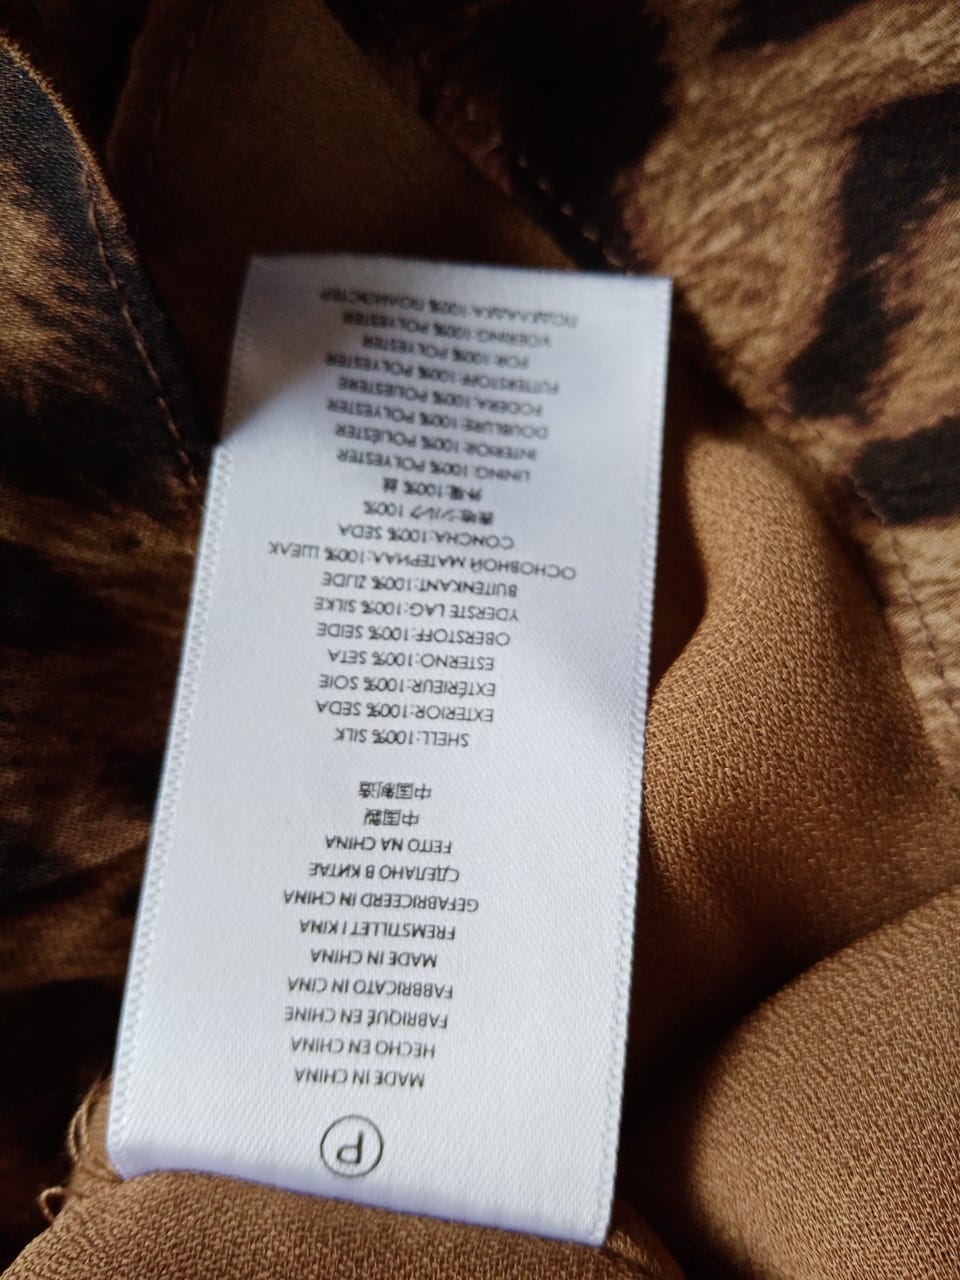 P
MADE IN CHINA
HECHO EN CHINA
FABRIQUÉ EN CHINE
FABBRICATO IN CINA
MADE IN CHINA
FREMSTILLET I KINA
GEFABRICEERD IN CHINA
СДЕЛАНО В КИТАЕ
FEITO NA CHINA
中国製
中国制造
SHELL:100% SILK
EXTERIOR:100% SEDA
EXTÉRIEUR:100% SOIE
ESTERNO:100% SETA
OBERSTOFF:100% SEIDE
YDERSTE LAG:100% SILKE
BUITENKANT:100% ZIJDE
ОСНОВНОЙ МАТЕРИАЛ:100% ШЕЛК
CONCHA:100% SEDA
表地:シルク 100%
外壳:100% 丝
LINING:100% POLYESTER
INTERIOR:100% POLIÉSTER
DOUBLURE:100% POLYESTER
FODERA:100% POLIESTERE
FUTTERSTOFF:100% POLYESTER
FOR:100% POLYESTER
VOERING:100% POLYESTER
ПОДКЛАДКА:100% ПОЛИЭСТЕР